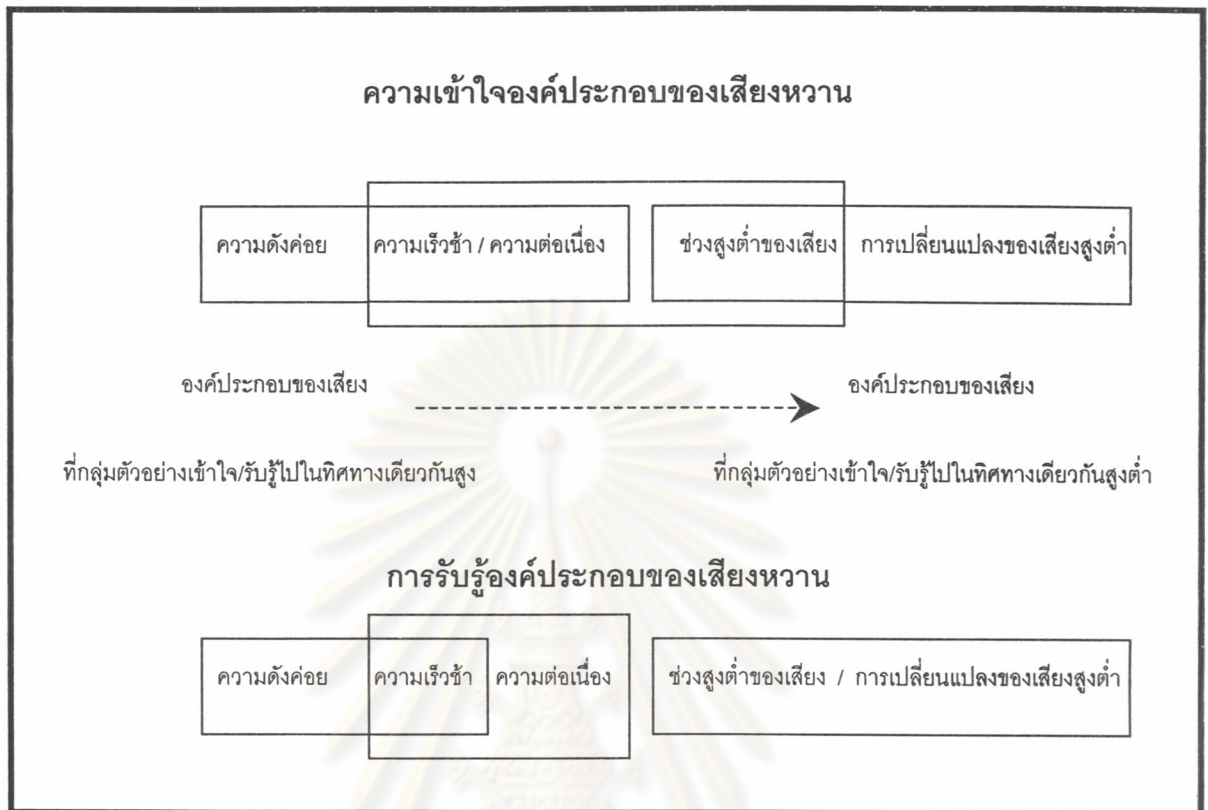 ความเข้าใจองค์ประกอบของเสียงหวาน
ความดังค่อย ความเร็วช้า / ความต่อเนื่อง ช่วงสูงต่ำของเสียง การเปลี่ยนแปลงของเสียงสูงต่ำ
องค์ประกอบของเสียง องค์ประกอบของเสียง
ที่กลุ่มตัวอย่างเข้าใจ/รับรู้ไปในทิศทางเดียวกันสูง ที่กลุ่มตัวอย่างเข้าใจ/รับรู้ไปในทิศทางเดียวกันสูงต่ำ
การรับรู้องค์ประกอบของเสียงหวาน
ความดังค่อย ความเร็วช้า ความต่อเนื่อง ช่วงสูงต่ำของเสียง / การเปลี่ยนแปลงของเสียงสูงต่ำ